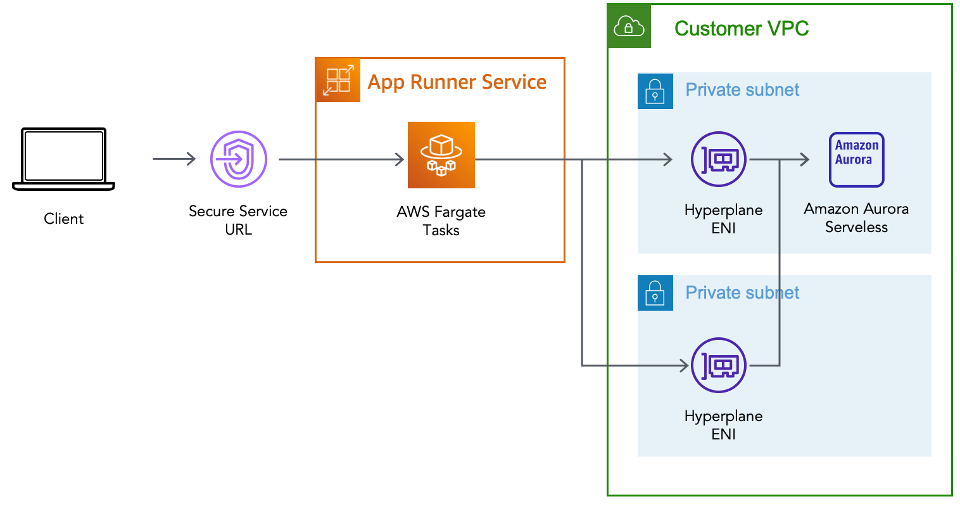 Customer VPC
App Runner Service
Private subnet
Amazon
Aurora
Client
Secure Service
URL
AWS Fargate
Tasks
Hyperplane
ENI
Amazon Aurora
Serveless
Private subnet
Hyperplane
ENI